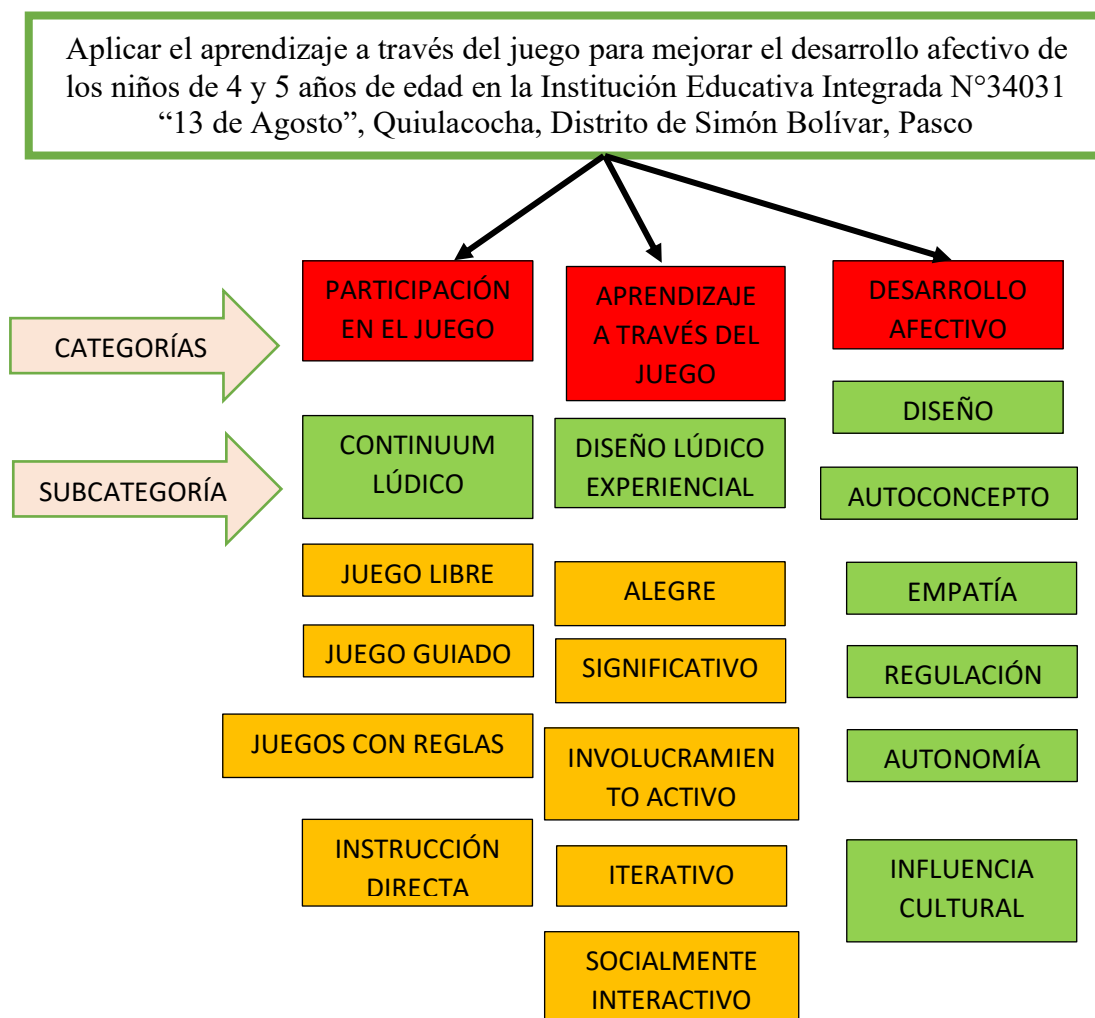 Aplicar el aprendizaje a través del juego para mejorar el desarrollo afectivo de
los niños de 4 y 5 años de edad en la Institución Educativa Integrada N°34031
“13 de Agosto”, Quiulacocha, Distrito de Simón Bolívar, Pasco
CATEGORÍAS
PARTICIPACIÓN
EN EL JUEGO
APRENDIZAJE
A TRAVÉS DEL
JUEGO
DESARROLLO
AFECTIVO
SUBCATEGORÍA
CONTINUUM
LÚDICO
JUEGO LIBRE
JUEGO GUIADO
JUEGOS CON REGLAS
INSTRUCCIÓN
DIRECTA
DISEÑO LÚDICO
EXPERIENCIAL
ALEGRE
SIGNIFICATIVO
INVOLUCRAMIEN
TO ACTIVO
ITERATIVO
SOCIALMENTE
INTERACTIVO
DISEÑO
AUTOCONCEPTO
EMPATÍA
REGULACIÓN
AUTONOMÍA
INFLUENCIA
CULTURAL